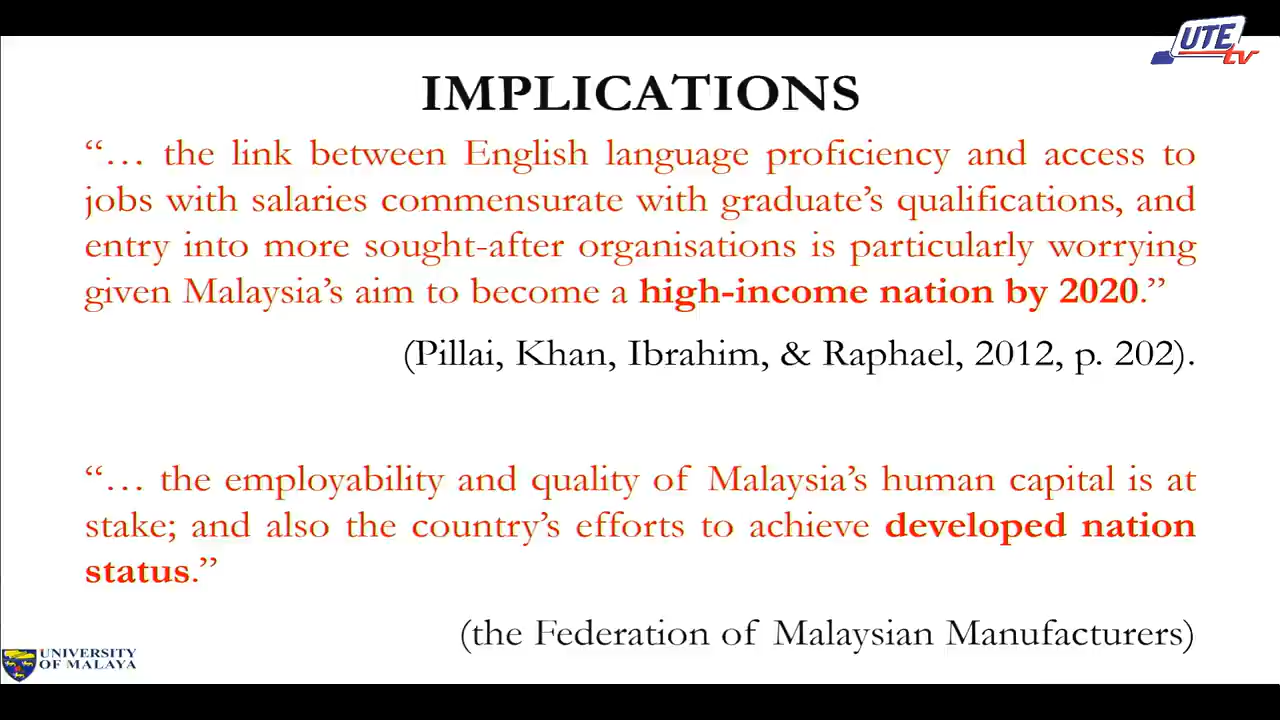 UTE
tv
IMPLICATIONS
“… the link between English language proficiency and access to
jobs with salaries commensurate with graduate’s qualifications, and
entry into more sought-after organisations is particularly worrying
given Malaysia’s aim to become a high-income nation by 2020.”
(Pillai, Khan, Ibrahim, & Raphael, 2012, p. 202).
“… the employability and quality of Malaysia’s human capital is at
stake; and also the country’s efforts to achieve developed nation
status.”
(the Federation of Malaysian Manufacturers)
UNIVERSITY
OF MALAYA